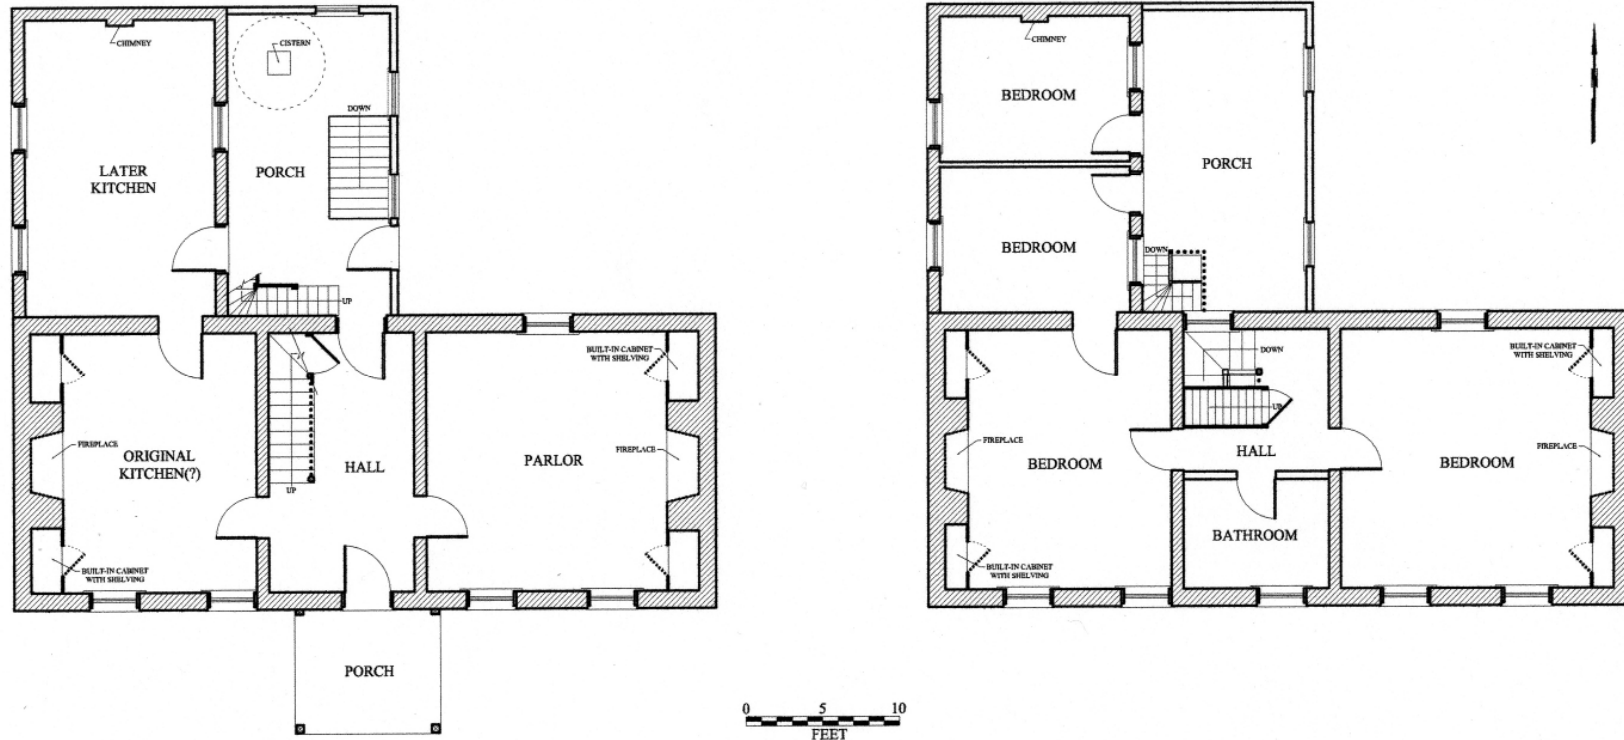 CHIMNEY
CISTERN
DOWN
LATER
KITCHEN
PORCH
UP
BUILT-IN CABINET
WITH SHELVING
FIREPLACE
ORIGINAL
KITCHEN(?)
HALL
PARLOR
FIREPLACE
UP
BUILT-IN CABINET
WITH SHELVING
PORCH
0 5 10
FEET
CHIMNEY
BEDROOM
PORCH
BEDROOM
DOWN
BUILT-IN CABINET
WITH SHELVING
DOWN
UP
FIREPLACE
BEDROOM
HALL
BEDROOM
FIREPLACE
BATHROOM
BUILT-IN CABINET
WITH SHELVING
N